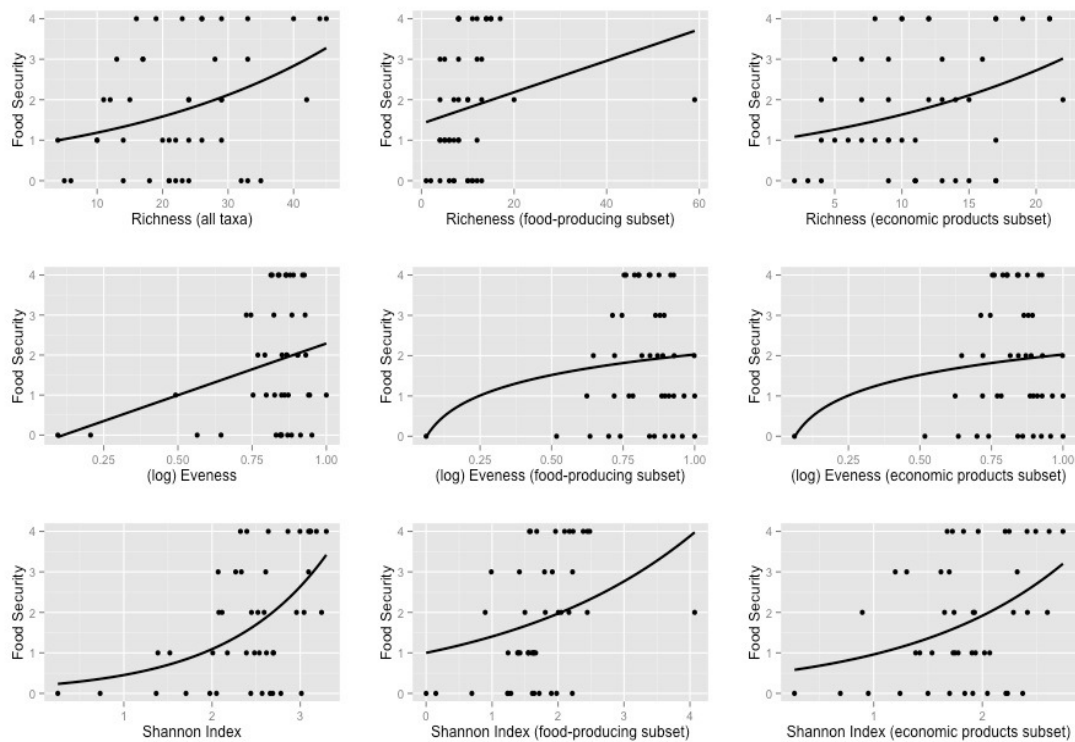 4
3
2
1
0
Food Security
10 20 30 40
Richness (all taxa)
4
3
2
1
0
Food Security
0 20 40 60
Richeness (food-producing subset)
4
3
2
1
0
Food Security
5 10 15 20
Richness (economic products subset)
4
3
2
1
0
Food Security
0.25 0.50 0.75 1.00
(log) Eveness
4
3
2
1
0
Food Security
0.25 0.50 0.75 1.00
(log) Eveness (food-producing subset)
4
3
2
1
0
Food Security
0.25 0.50 0.75 1.00
(log) Eveness (economic products subset)
4
3
2
1
0
Food Security
1 2 3
Shannon Index
4
3
2
1
0
Food Security
0 1 2 3 4
Shannon Index (food-producing subset)
4
3
2
1
0
Food Security
1 2
Shannon Index (economic products subset)